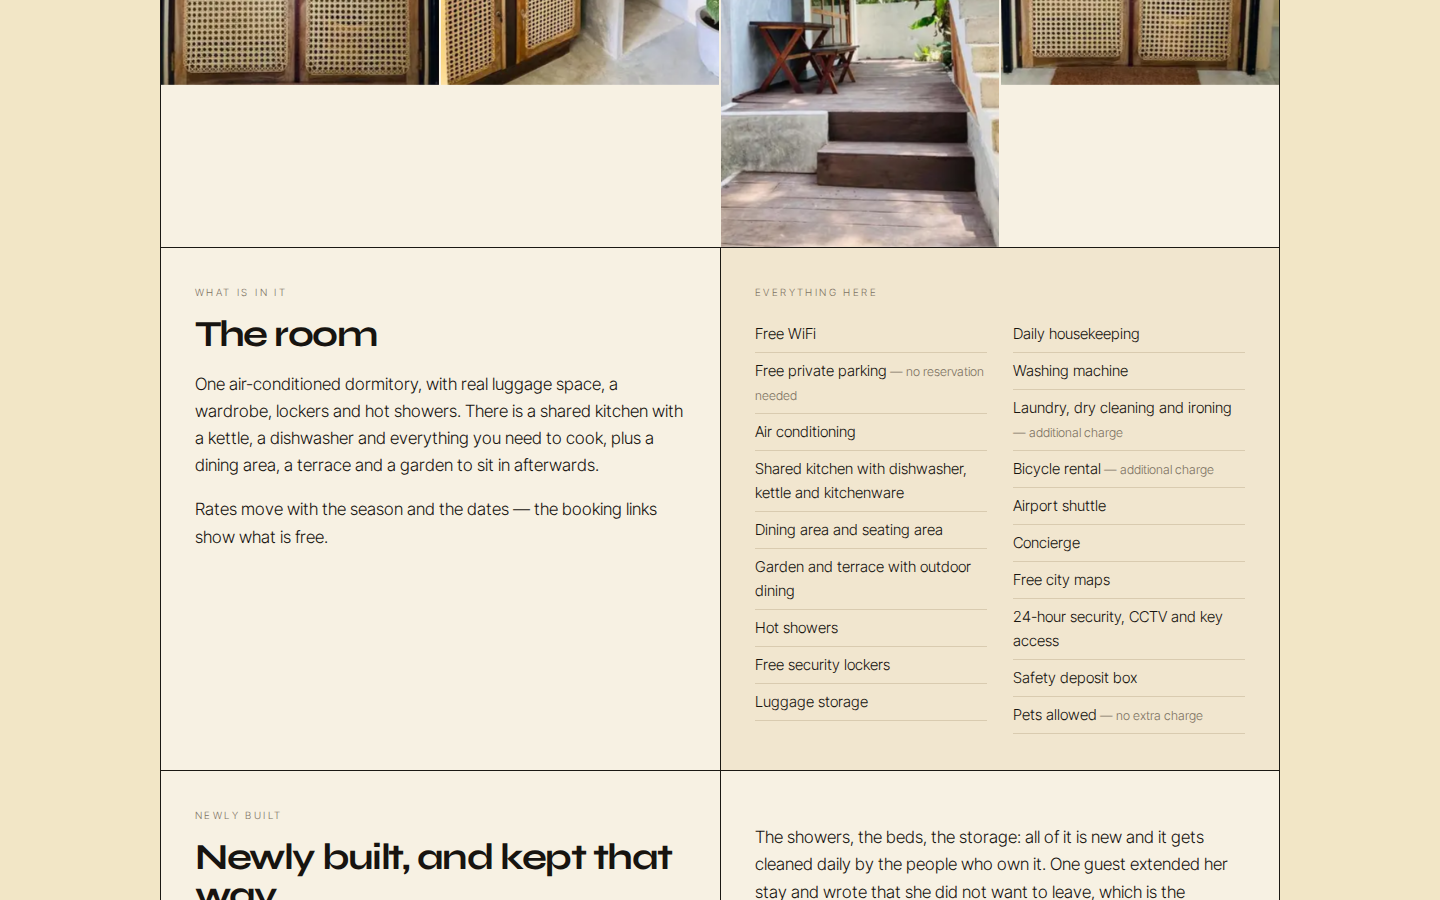 WHAT IS IN IT
The room
One air-conditioned dormitory, with real luggage space, a
wardrobe, lockers and hot showers. There is a shared kitchen with
a kettle, a dishwasher and everything you need to cook, plus a
dining area, a terrace and a garden to sit in afterwards.
Rates move with the season and the dates — the booking links
show what is free.
EVERYTHING HERE
Free WiFi
Free private parking — no reservation
needed
Air conditioning
Shared kitchen with dishwasher,
kettle and kitchenware
Dining area and seating area
Garden and terrace with outdoor
dining
Hot showers
Free security lockers
Luggage storage
Daily housekeeping
Washing machine
Laundry, dry cleaning and ironing
— additional charge
Bicycle rental — additional charge
Airport shuttle
Concierge
Free city maps
24-hour security, CCTV and key
access
Safety deposit box
Pets allowed — no extra charge
NEWLY BUILT
Newly built, and kept that
way
The showers, the beds, the storage: all of it is new and it gets
cleaned daily by the people who own it. One guest extended her
stay and wrote that she did not want to leave, which is the